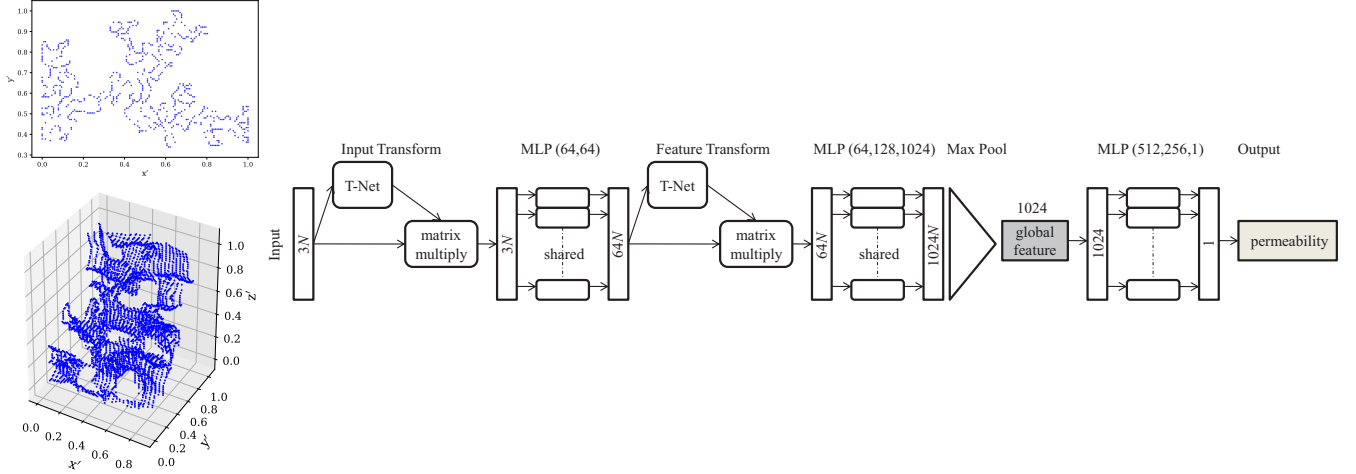 1.0
0.9
0.8
0.7
0.6
0.5
0.4
0.3
y'
0.0
0.2
0.4
0.6
0.8
1.0
x'
1.0
0.8
0.6
0.4
0.2
0.0
z'
0.0
0.2
0.4
0.6
0.8
x'
0.0
0.2
0.4
0.6
0.8
1.0
y'
Input Transform
MLP (64,64)
Feature Transform
MLP (64,128,1024)
Max Pool
MLP (512,256,1)
Output
Input
3N
T-Net
matrix
multiply
3N
shared
64N
T-Net
matrix
multiply
64N
shared
1024N
1024
global
feature
1024
1
permeability